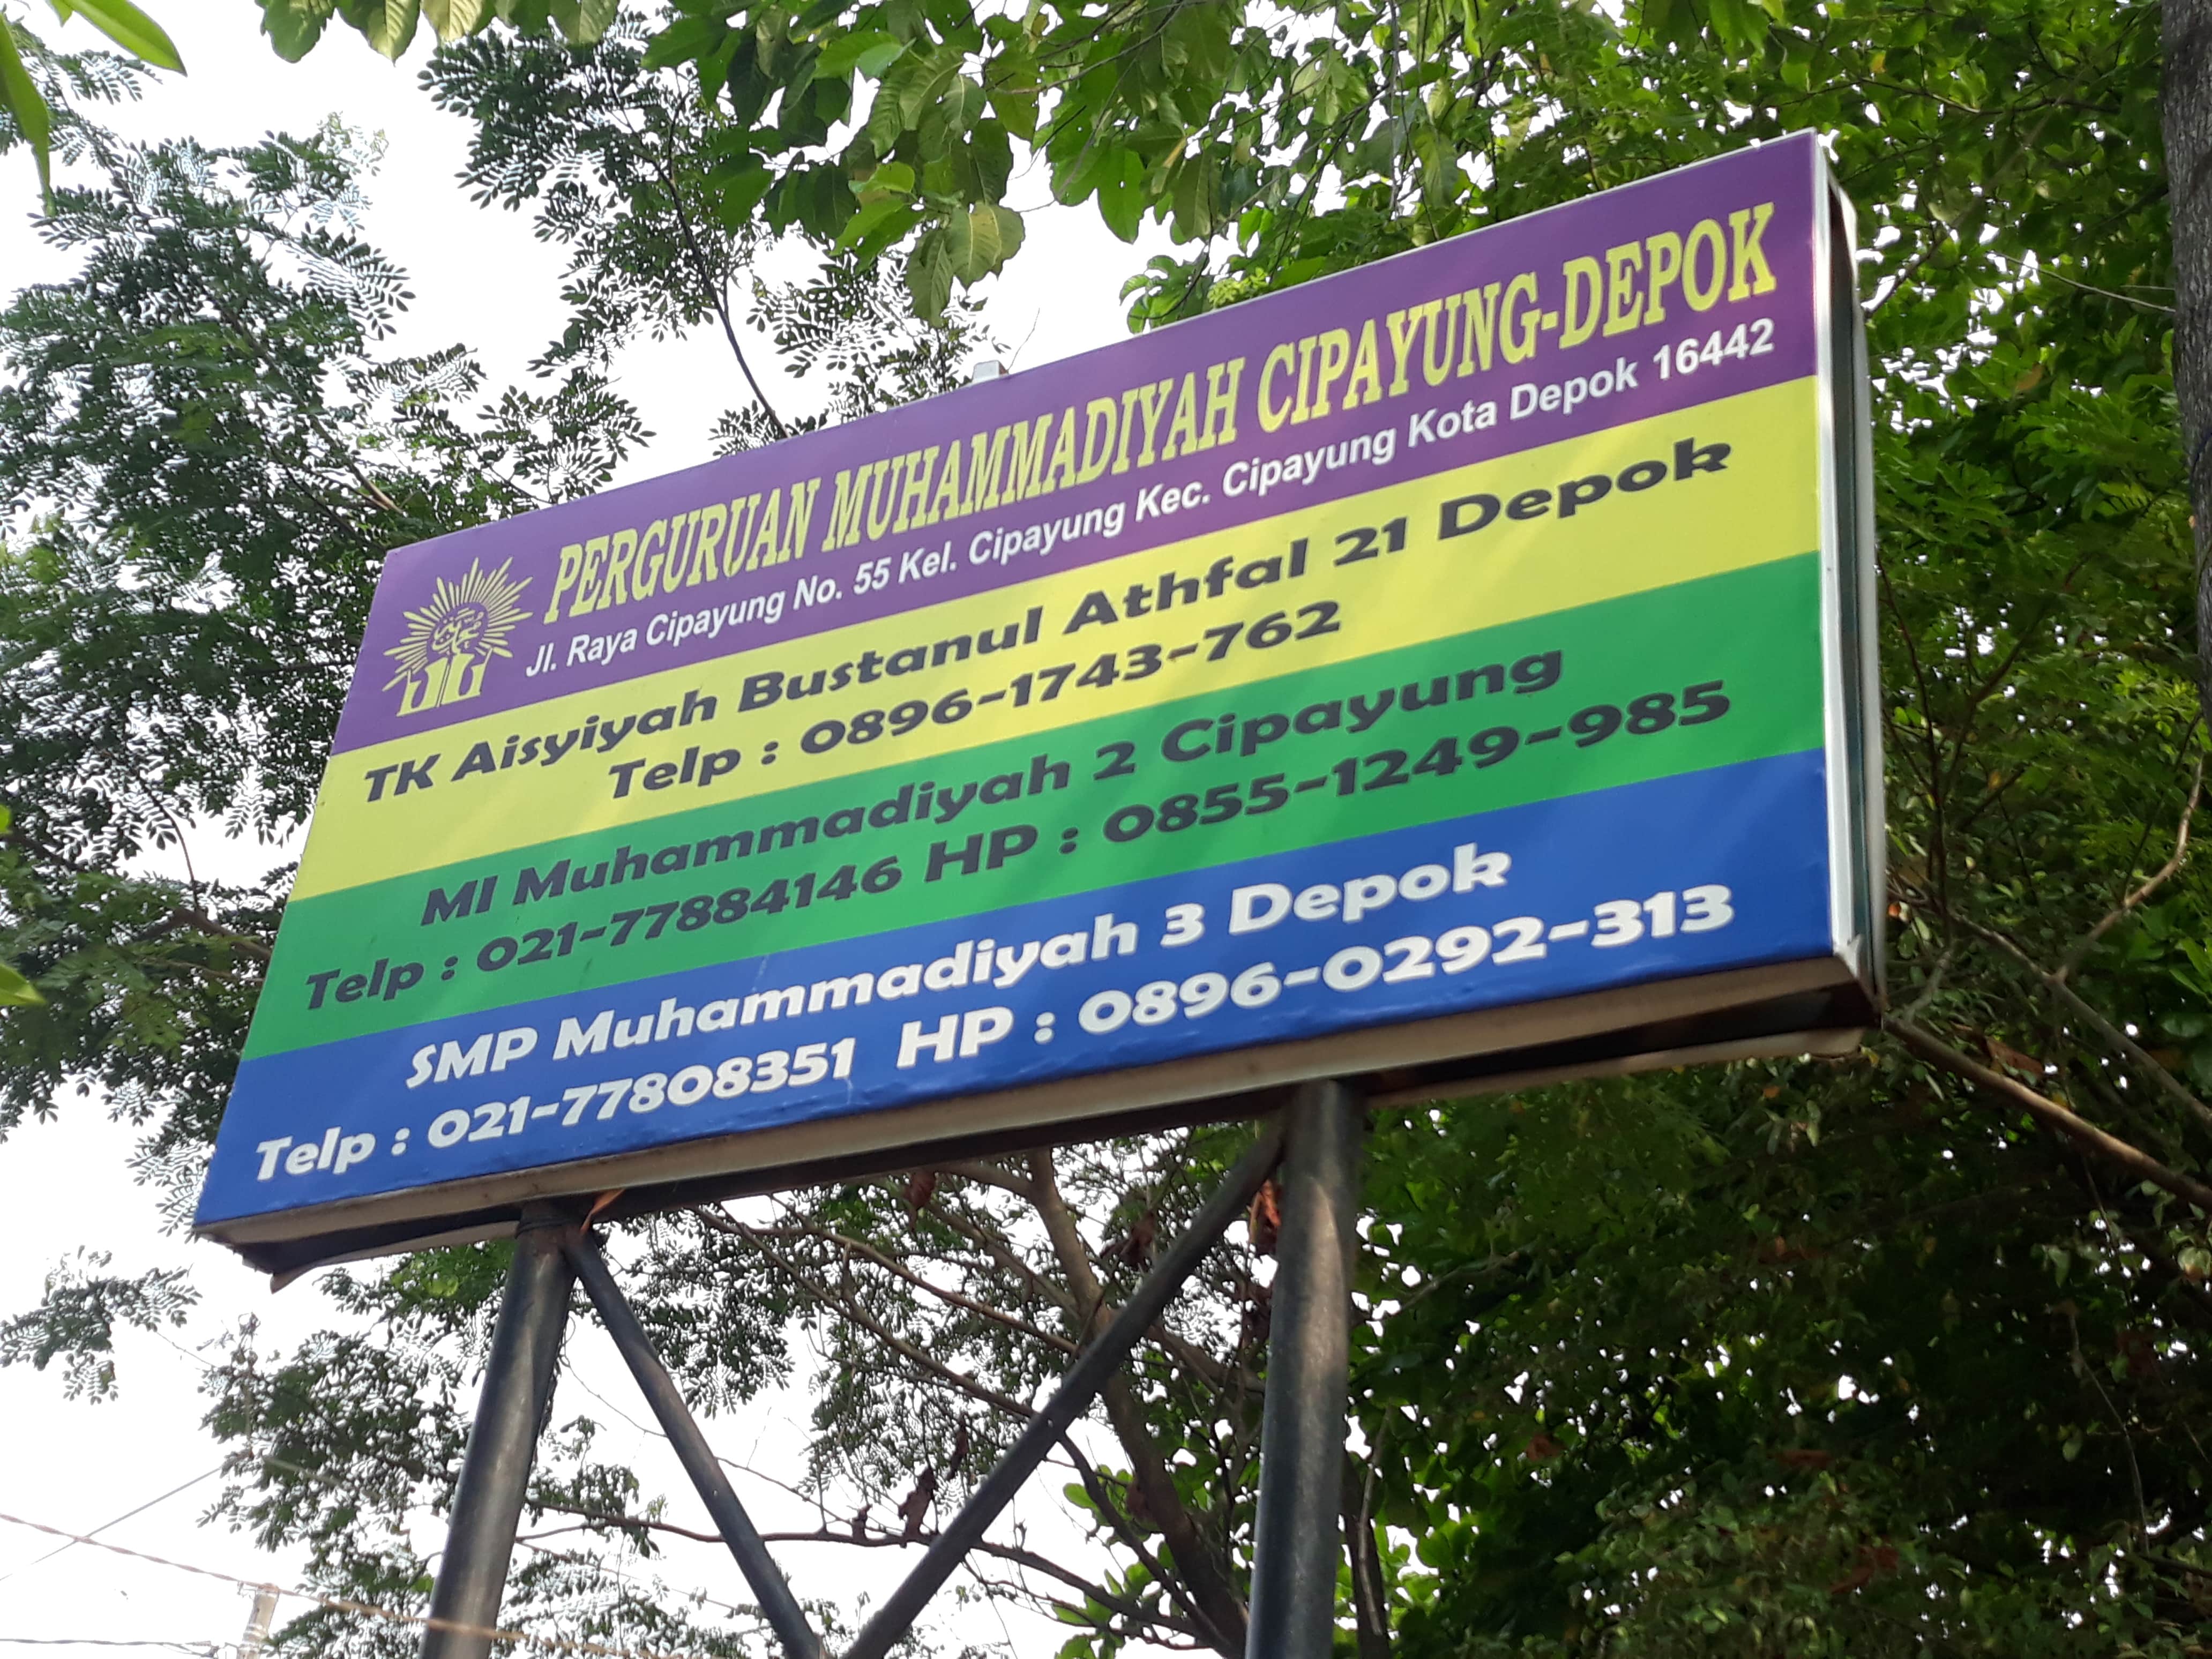 PERGURUAN MUHAMMADIYAH CIPAYUNG-DEPOK
Jl. Raya Cipayung No. 55 Kel. Cipayung Kec. Cipayung Kota Depok 16442
TK Aisyiyah Bustanul Athfal 21 Depok
Telp : 0896-1743-762
MI Muhammadiyah 2 Cipayung
Telp : 021-77884146 HP : 0855-1249-985
SMP Muhammadiyah 3 Depok
Telp : 021-77808351 HP : 0896-0292-313